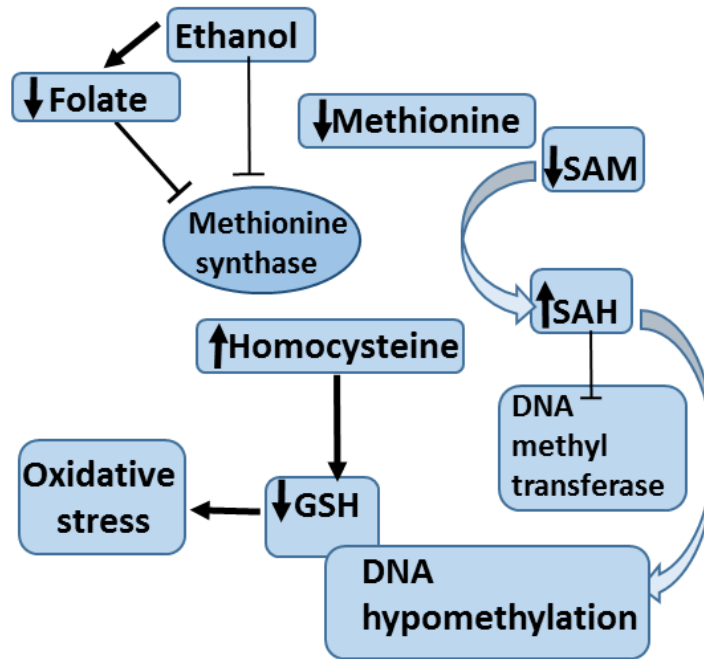 Ethanol
Folate
Methionine
SAM
Methionine
synthase
SAH
Homocysteine
DNA
methyl
transferase
Oxidative
stress
GSH
DNA
hypomethylation